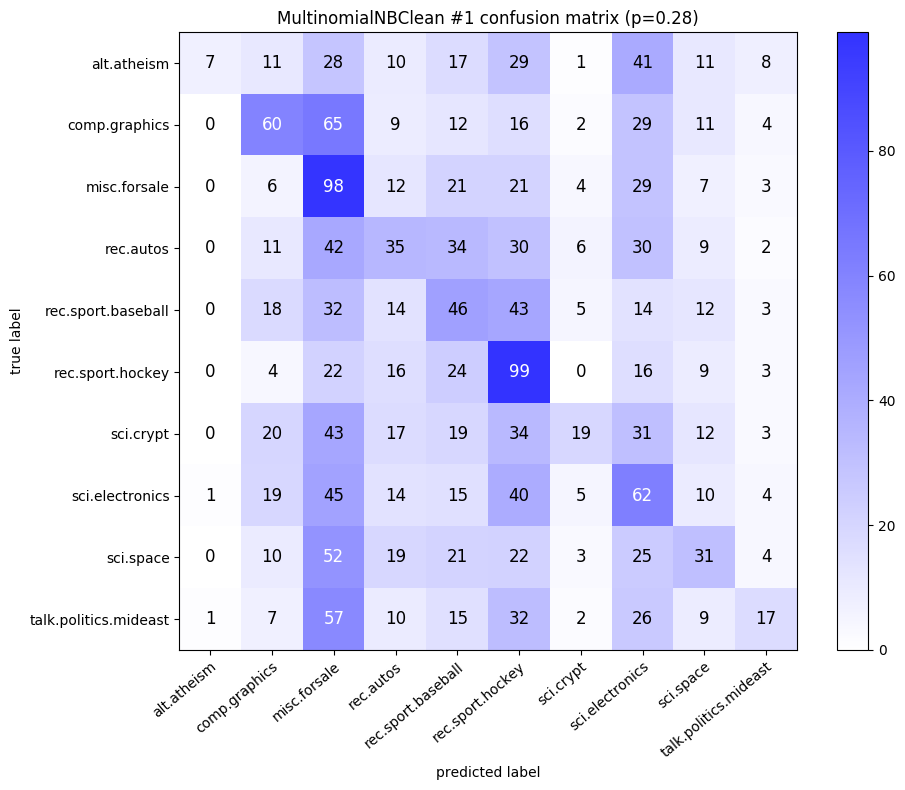 MultinomialNBClean #1 confusion matrix (p=0.28)
alt.atheism 7 11 28 10 17 29 1 41 11 8
comp.graphics 0 60 65 9 12 16 2 29 11 4
misc.forsale 0 6 98 12 21 21 4 29 7 3
rec.autos 0 11 42 35 34 30 6 30 9 2
rec.sport.baseball 0 18 32 14 46 43 5 14 12 3
rec.sport.hockey 0 4 22 16 24 99 0 16 9 3
sci.crypt 0 20 43 17 19 34 19 31 12 3
sci.electronics 1 19 45 14 15 40 5 62 10 4
sci.space 0 10 52 19 21 22 3 25 31 4
talk.politics.mideast 1 7 57 10 15 32 2 26 9 17
true label
alt.atheism
comp.graphics
misc.forsale
rec.autos
rec.sport.baseball
rec.sport.hockey
sci.crypt
sci.electronics
sci.space
talk.politics.mideast
predicted label
80
60
40
20
0